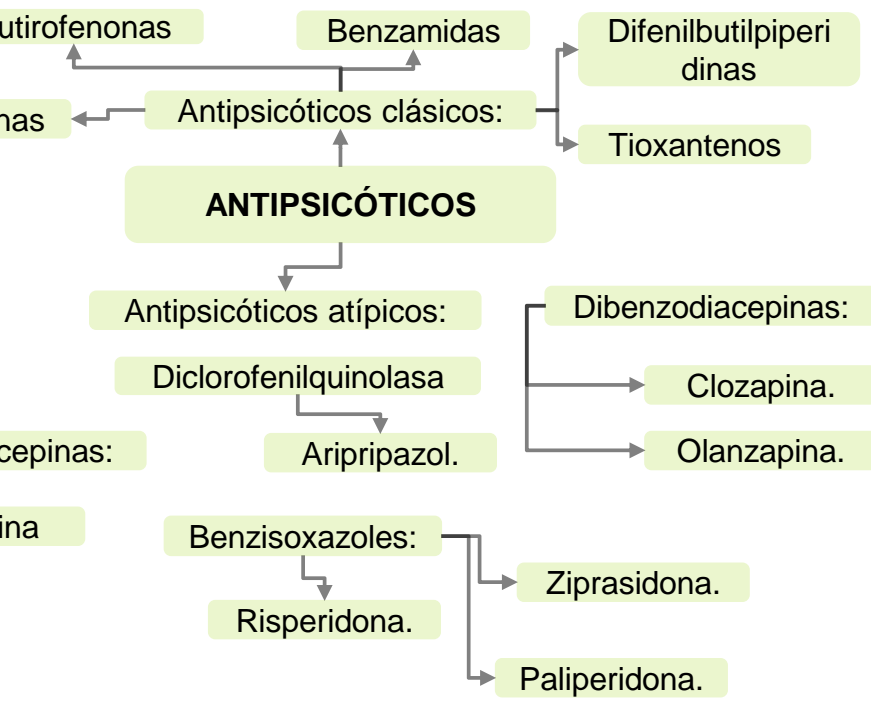 utirofenonas
Benzamidas
Difenilbutilpiperi
dinas
nas
Antipsicóticos clásicos:
Tioxantenos
ANTIPSICÓTICOS
Antipsicóticos atípicos:
Dibenzodiacepinas:
Diclorofenilquinolasa
Clozapina.
cepinas:
Aripripazol.
Olanzapina.
ina
Benzisoxazoles:
Ziprasidona.
Risperidona.
Paliperidona.